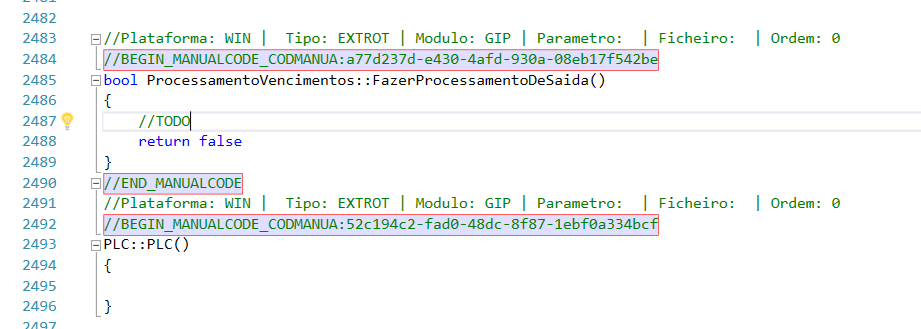 2481
2482
2483 //Plataforma: WIN |  Tipo: EXTROT | Modulo: GIP | Parametro:  | Ficheiro:  | Ordem: 0
2484 //BEGIN_MANUALCODE_CODMANUA:a77d237d-e430-4afd-930a-08eb17f542be
2485 bool ProcessamentoVencimentos::FazerProcessamentoDeSaida()
2486 {
2487     //TODO
2488     return false
2489 }
2490 //END_MANUALCODE
2491 //Plataforma: WIN |  Tipo: EXTROT | Modulo: GIP | Parametro:  | Ficheiro:  | Ordem: 0
2492 //BEGIN_MANUALCODE_CODMANUA:52c194c2-fad0-48dc-8f87-1ebf0a334bcf
2493 PLC::PLC()
2494 {
2495
2496 }
2497